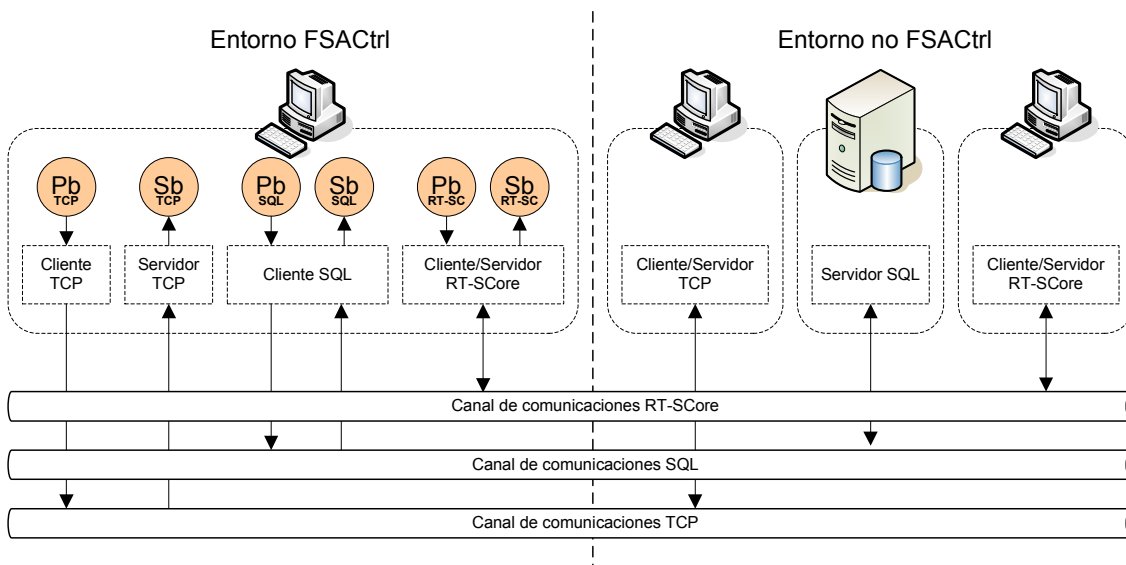 Entorno FSACtrl
Entorno no FSACtrl
Pb
TCP
Sb
TCP
Pb
SQL
Sb
SQL
Pb
RT-SC
Sb
RT-SC
Cliente
TCP
Servidor
TCP
Cliente SQL
Cliente/Servidor
RT-SCore
Cliente/Servidor
TCP
Servidor SQL
Cliente/Servidor
RT-SCore
Canal de comunicaciones RT-SCore
Canal de comunicaciones SQL
Canal de comunicaciones TCP